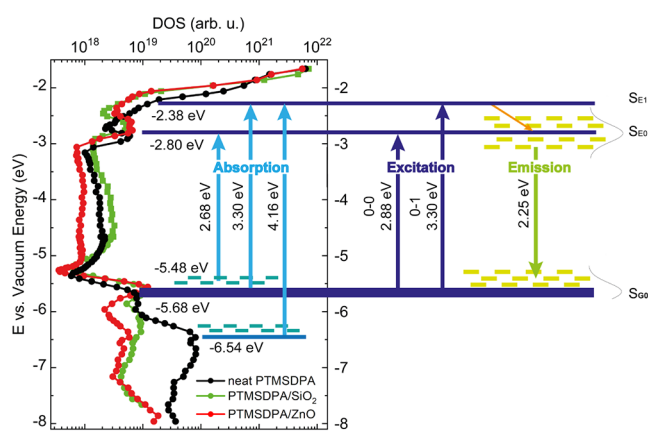 DOS (arb. u.)
10^18 10^19 10^20 10^21 10^22
E vs. Vacuum Energy (eV)
-2 -2
-2.38 eV
S_E1
-2.80 eV
S_E0
-3 -3
Absorption Excitation Emission
2.68 eV
3.30 eV
4.16 eV
0-0
2.88 eV
0-1
3.30 eV
2.25 eV
-4 -4
-5 -5
-5.48 eV
-5.68 eV
S_G0
-6 -6
-6.54 eV
-7 -7
neat PTMSDPA
PTMSDPA/SiO₂
PTMSDPA/ZnO
-8 -8